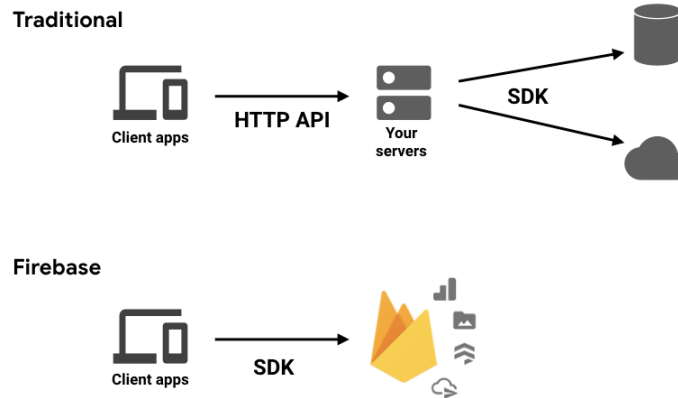 Traditional
HTTP API
SDK
Client apps
Your
servers
Firebase
SDK
Client apps